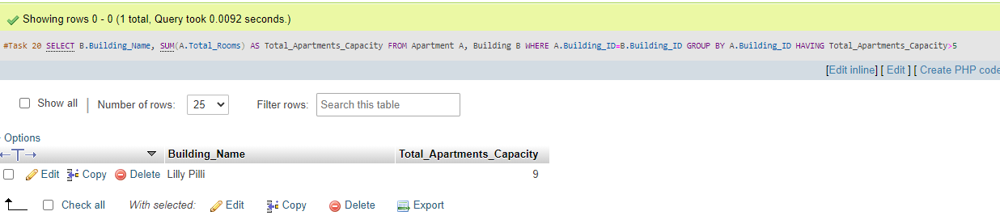 Showing rows 0 - 0 (1 total, Query took 0.0092 seconds.)
#Task 20 SELECT B.Building_Name, SUM(A.Total_Rooms) AS Total_Apartments_Capacity FROM Apartment A, Building B WHERE A.Building_ID=B.Building_ID GROUP BY A.Building_ID HAVING Total_Apartments_Capacity>5
[Edit inline] [ Edit ] [ Create PHP code
Show all | Number of rows: 25 Filter rows: Search this table
Options
←T→ Building_Name Total_Apartments_Capacity
Edit Copy Delete Lilly Pilli 9
Check all With selected: Edit Copy Delete Export